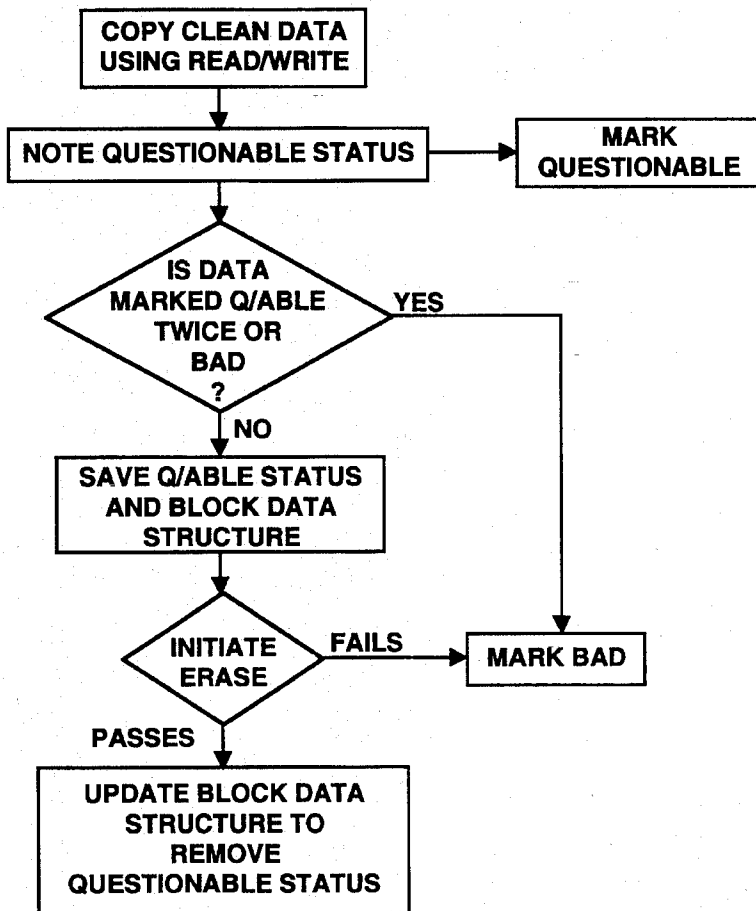 COPY CLEAN DATA
USING READ/WRITE
NOTE QUESTIONABLE STATUS
MARK
QUESTIONABLE
IS DATA
MARKED Q/ABLE
TWICE OR
BAD
?
YES
NO
SAVE Q/ABLE STATUS
AND BLOCK DATA
STRUCTURE
INITIATE
ERASE
FAILS
MARK BAD
PASSES
UPDATE BLOCK DATA
STRUCTURE TO
REMOVE
QUESTIONABLE STATUS